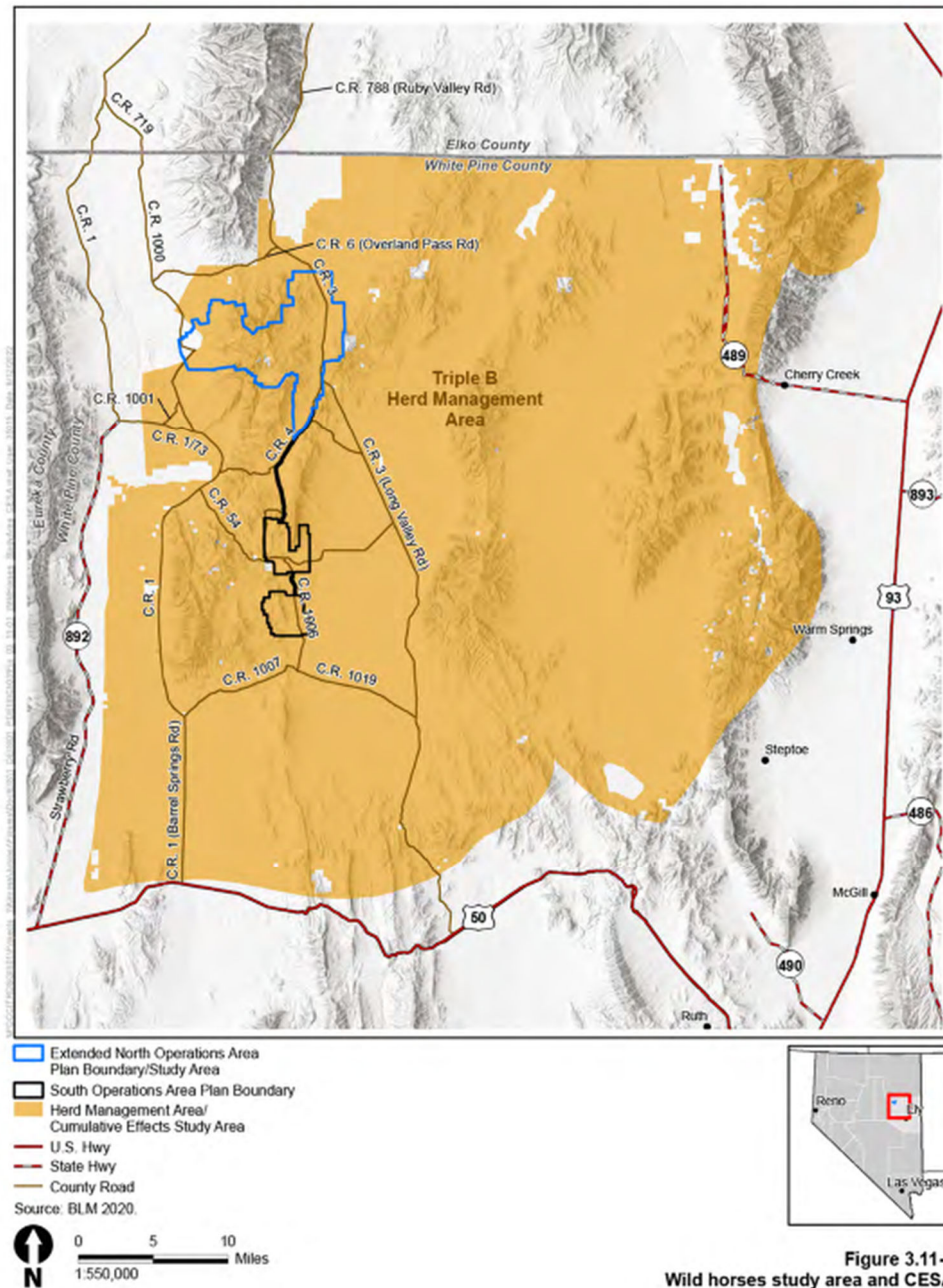 C.R. 788 (Ruby Valley Rd)
C.R. 719
Elko County
White Pine County
C.R. 1
C.R. 1000
C.R. 6 (Overland Pass Rd)
C.R. 3
489
Cherry Creek
Triple B
Herd Management
Area
C.R. 1001
C.R. 1/73
C.R. 4
C.R. 3 (Long Valley Rd)
Eureka County
White Pine County
C.R. 54
893
93
C.R. 1
C.R. 1006
892
Warm Springs
C.R. 1007
C.R. 1019
Strawberry Rd
Steptoe
C.R. 1 (Barrel Springs Rd)
486
McGill
50
490
Ruth
Extended North Operations Area
Plan Boundary/Study Area
South Operations Area Plan Boundary
Herd Management Area/
Cumulative Effects Study Area
U.S. Hwy
State Hwy
County Road
Source: BLM 2020.
Reno
Ely
Las Vegas
N
0 5 10
Miles
1:550,000
Figure 3.11-
Wild horses study area and CESA